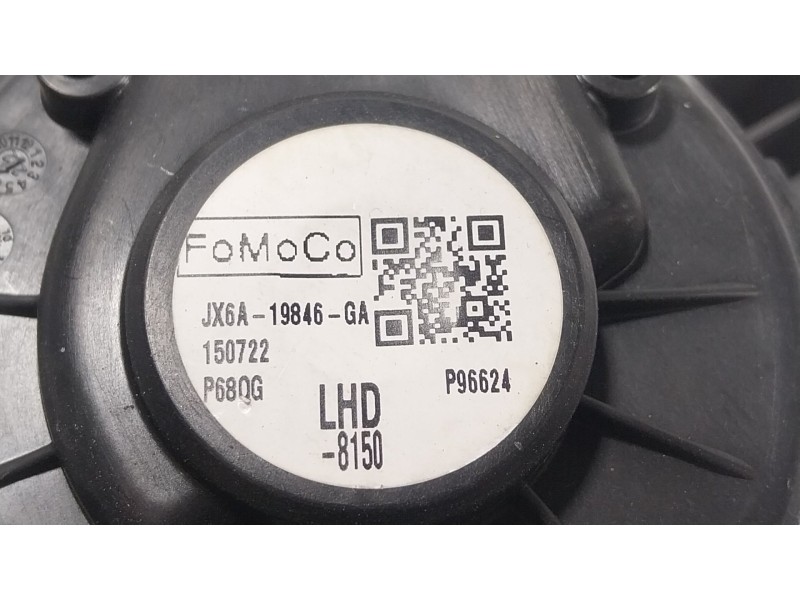 FoMoCo
JX6A-19846-GA
150722
P68QG
P96624
LHD
-8150